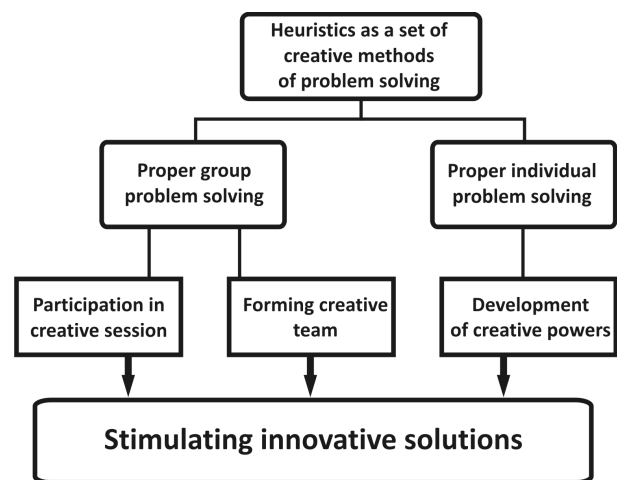 Heuristics as a set of
creative methods
of problem solving
Proper group
problem solving
Proper individual
problem solving
Participation in
creative session
Forming creative
team
Development
of creative powers
Stimulating innovative solutions